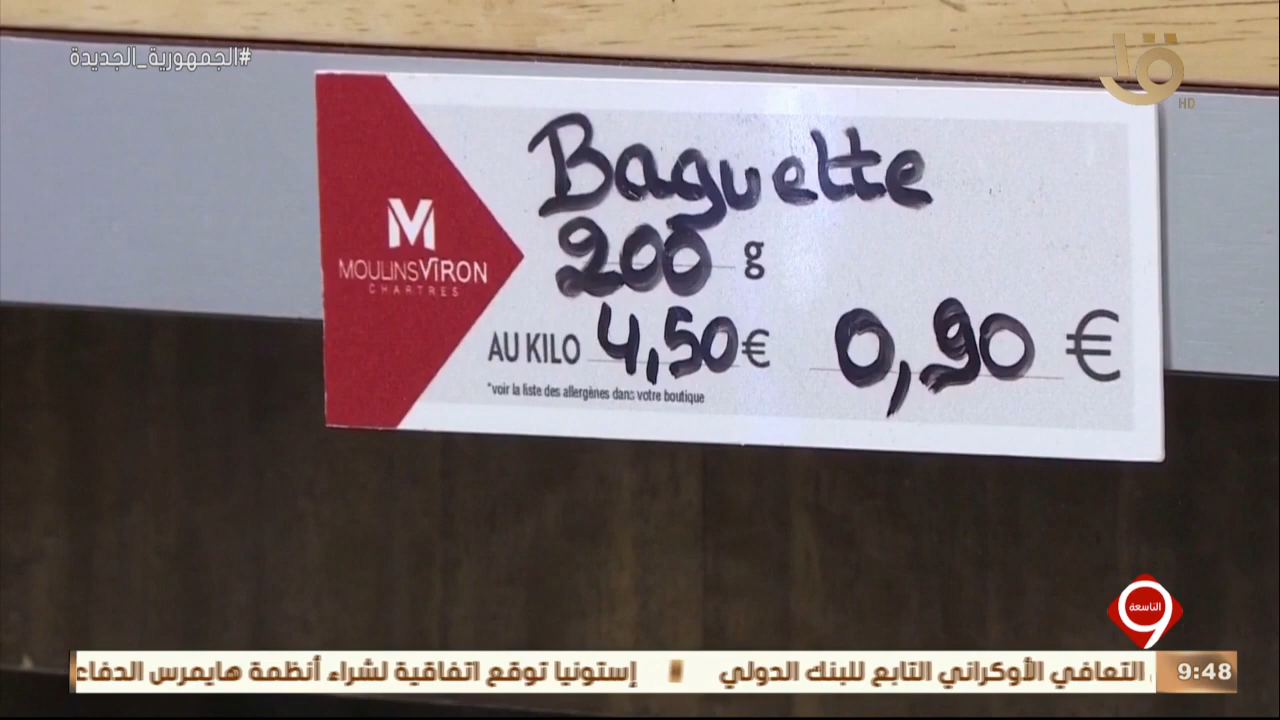 #الجمهورية_الجديدة
HD
Baguette
200 g
MOULINS VIRON
CHARTRES
AU KILO 4,50€ 0,90 €
*voir la liste des allergènes dans votre boutique
التاسعة
9
التعافي الأوكراني التابع للبنك الدولي إستونيا توقع اتفاقية لشراء أنظمة هايمرس الدفاع
9:48